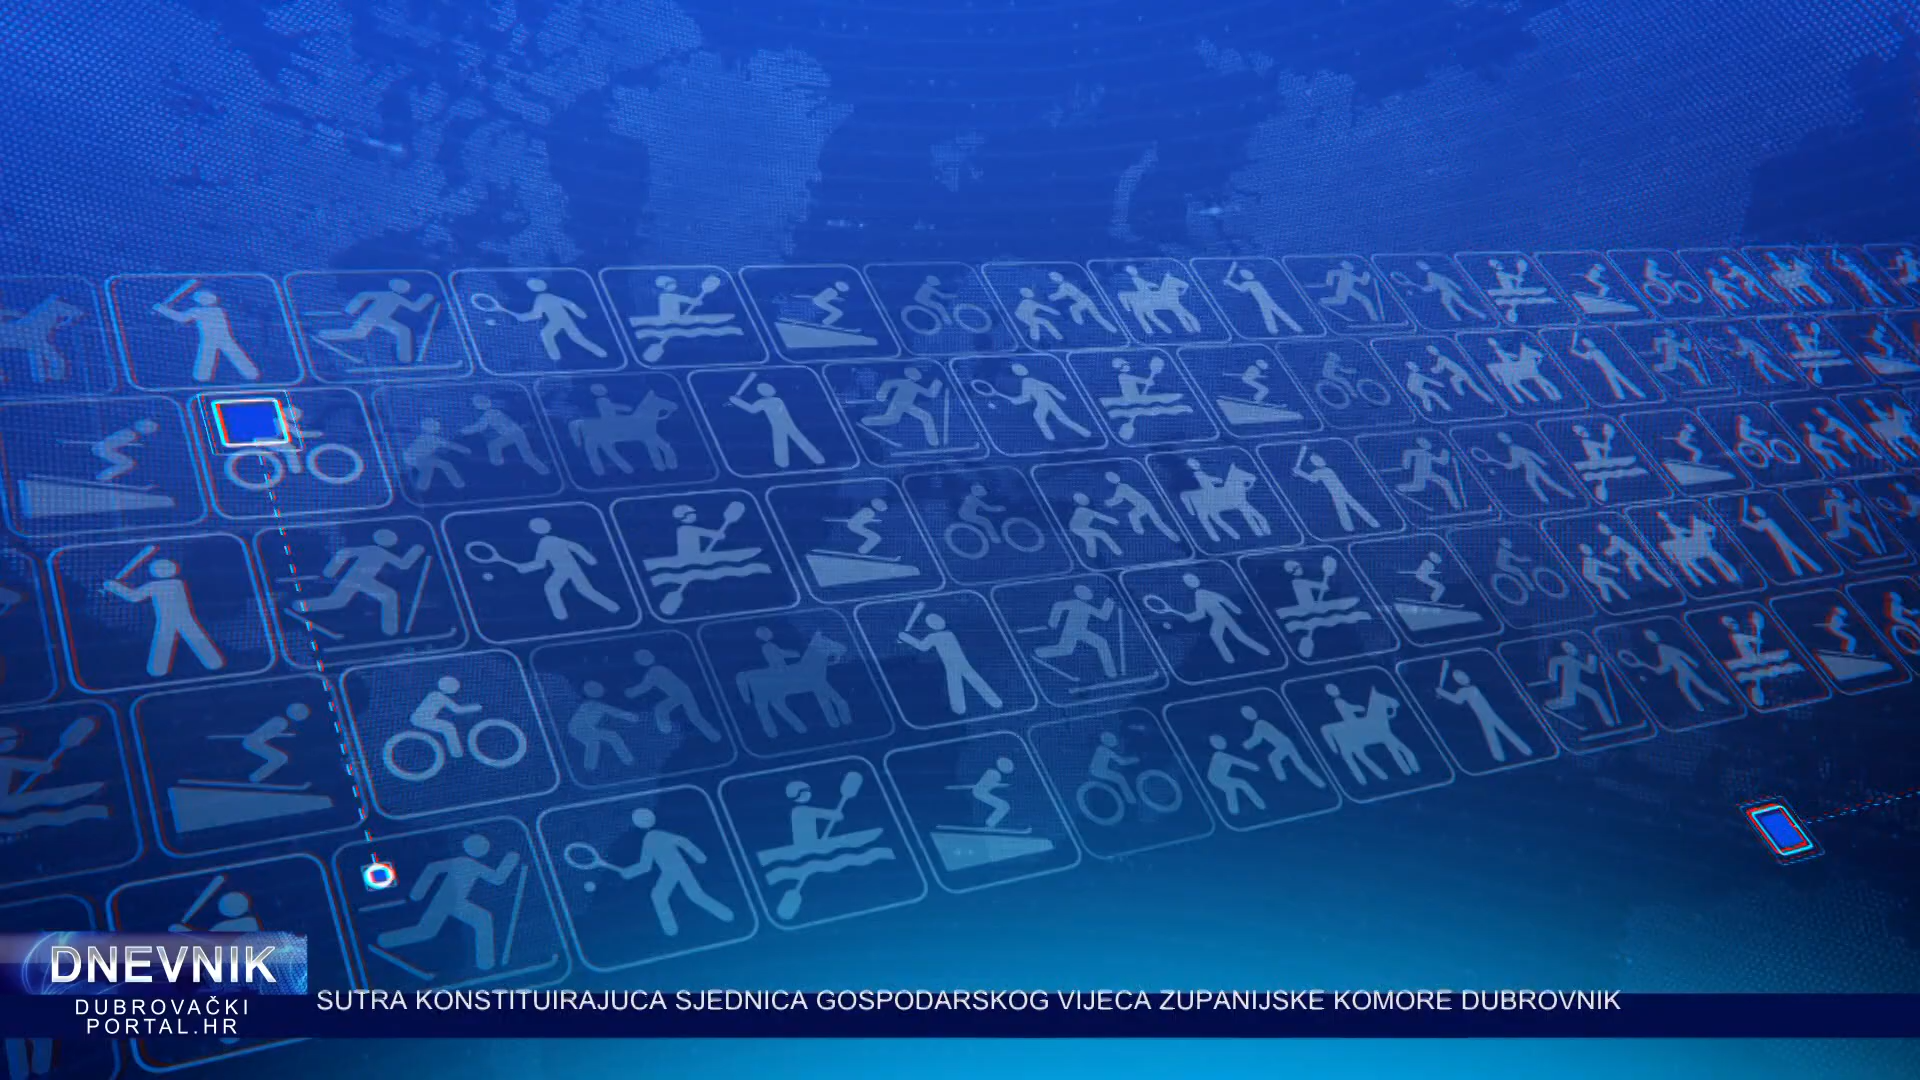 DNEVNIK
DUBROVAČKI
PORTAL.HR
SUTRA KONSTITUIRAJUCA SJEDNICA GOSPODARSKOG VIJECA ZUPANIJSKE KOMORE DUBROVNIK